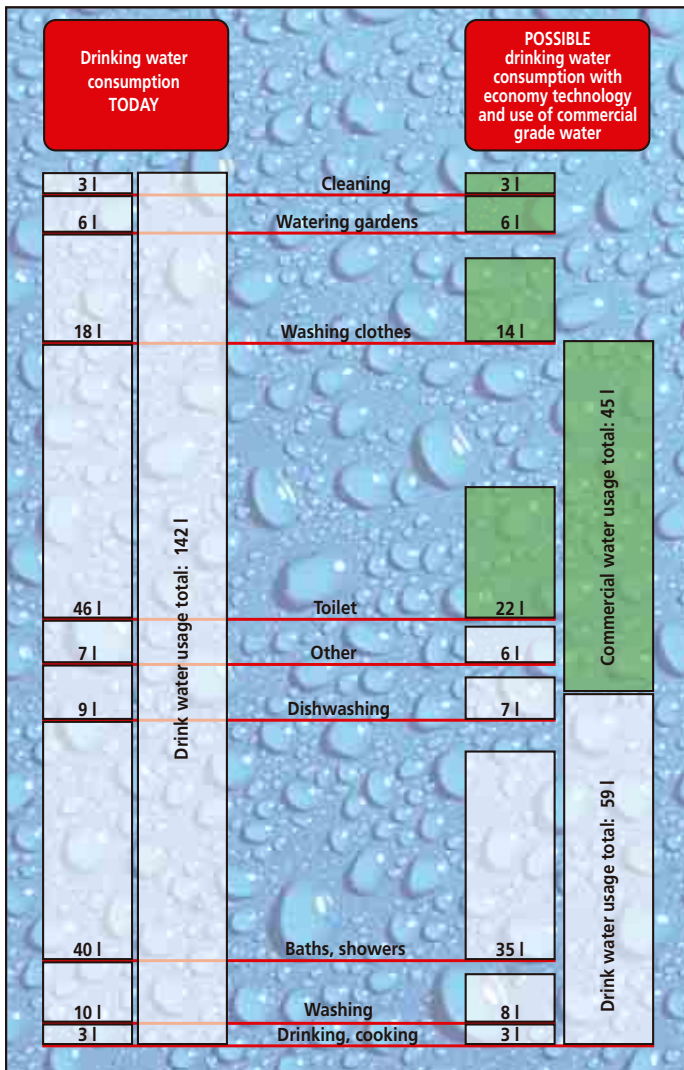 Drinking water
consumption
TODAY
POSSIBLE
drinking water
consumption with
economy technology
and use of commercial
grade water
3 l Cleaning 3 l
6 l Watering gardens 6 l
18 l Washing clothes 14 l
46 l Toilet 22 l
7 l Other 6 l
9 l Dishwashing 7 l
40 l Baths, showers 35 l
10 l Washing 8 l
3 l Drinking, cooking 3 l
Drink water usage total: 142 l
Commercial water usage total: 45 l
Drink water usage total: 59 l